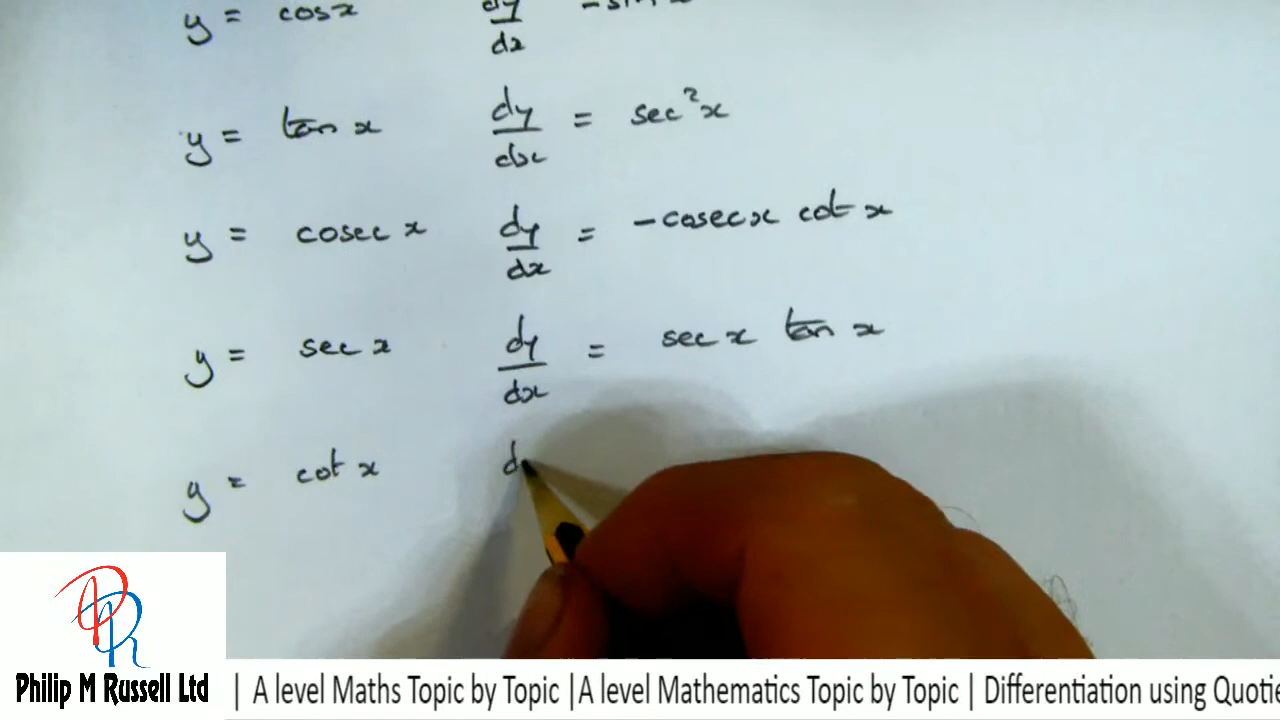 y = cosx dy/dx -sin
y = tan x dy/dx = sec²x
y = cosec x dy/dx = -cosecx cot x
y = sec x dy/dx = sec x tan x
y = cot x d
Philip M Russell Ltd | A level Maths Topic by Topic |A level Mathematics Topic by Topic | Differentiation using Quotie